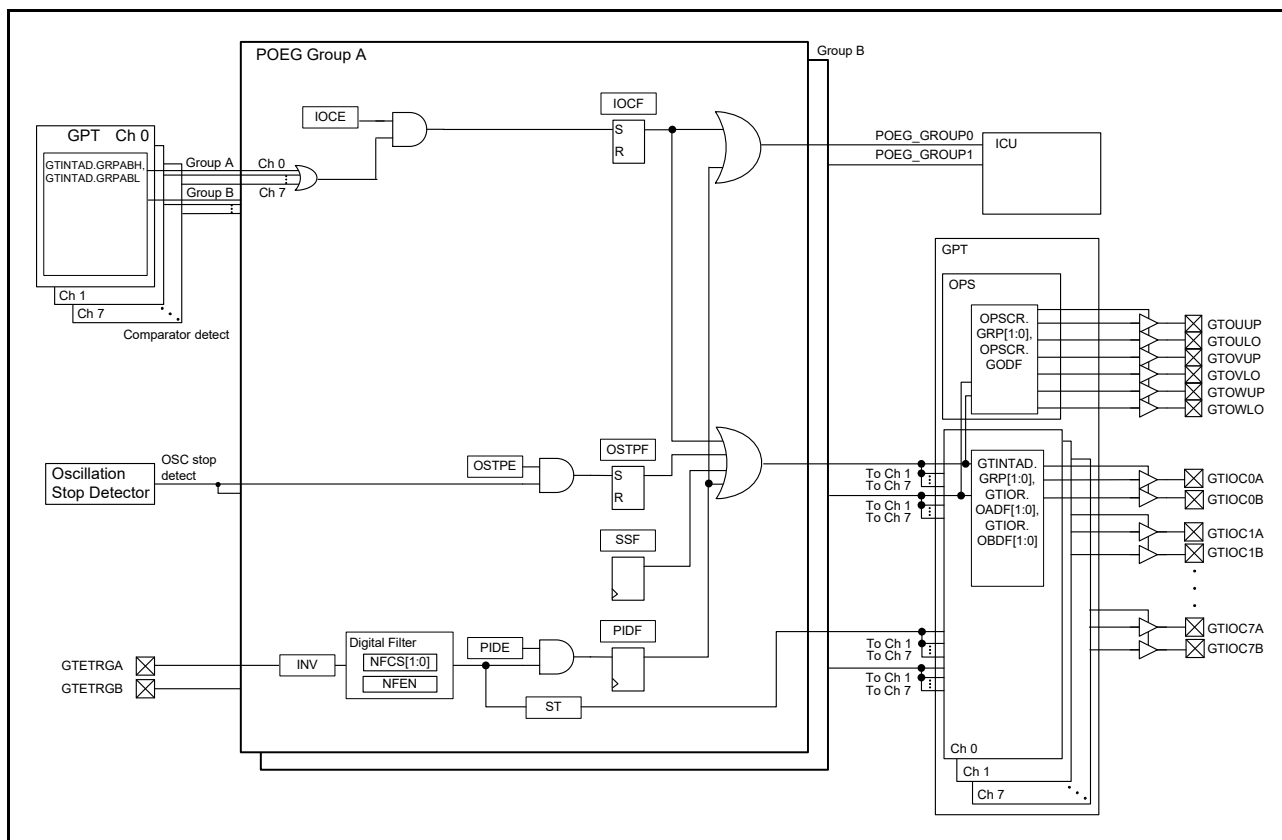 POEG Group A
Group B
GPT Ch 0
GTINTAD.GRPABH,
GTINTAD.GRPABL
Group A
Group B
Ch 1
Ch 7
Comparator detect
Ch 0
Ch 7
IOCE
IOCF
S
R
POEG_GROUP0
POEG_GROUP1
ICU
Oscillation
Stop Detector
OSC stop
detect
OSTPE
OSTPF
S
R
SSF
GTETRGA
GTETRGB
INV
Digital Filter
NFCS[1:0]
NFEN
PIDE
PIDF
ST
To Ch 1
To Ch 7
To Ch 1
To Ch 7
To Ch 1
To Ch 7
To Ch 1
To Ch 7
GPT
OPS
OPSCR.
GRP[1:0],
OPSCR.
GODF
GTINTAD.
GRP[1:0],
GTIOR.
OADF[1:0],
GTIOR.
OBDF[1:0]
Ch 0
Ch 1
Ch 7
GTOUUP
GTOULO
GTOVUP
GTOVLO
GTOWUP
GTOWLO
GTIOC0A
GTIOC0B
GTIOC1A
GTIOC1B
GTIOC7A
GTIOC7B